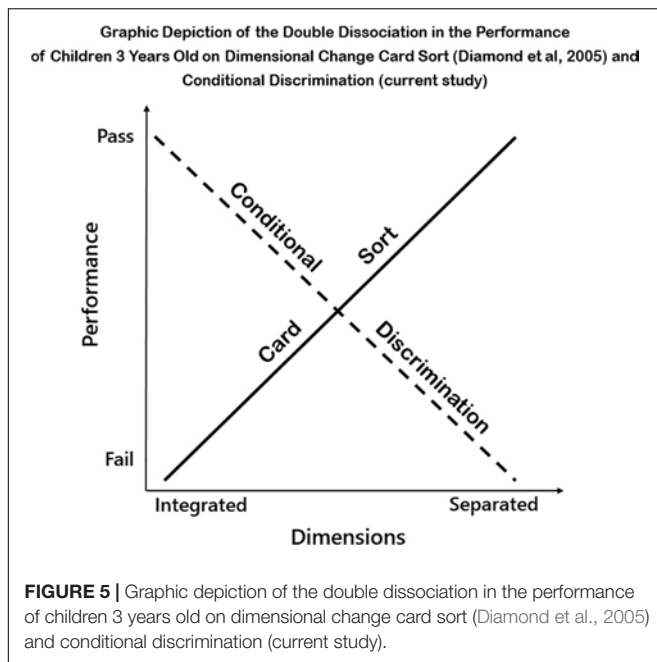 Graphic Depiction of the Double Dissociation in the Performance
of Children 3 Years Old on Dimensional Change Card Sort (Diamond et al, 2005) and
Conditional Discrimination (current study)
Pass
Conditional
Sort
Performance
Card
Discrimination
Fail
Integrated
Separated
Dimensions
FIGURE 5 | Graphic depiction of the double dissociation in the performance
of children 3 years old on dimensional change card sort (Diamond et al., 2005)
and conditional discrimination (current study).